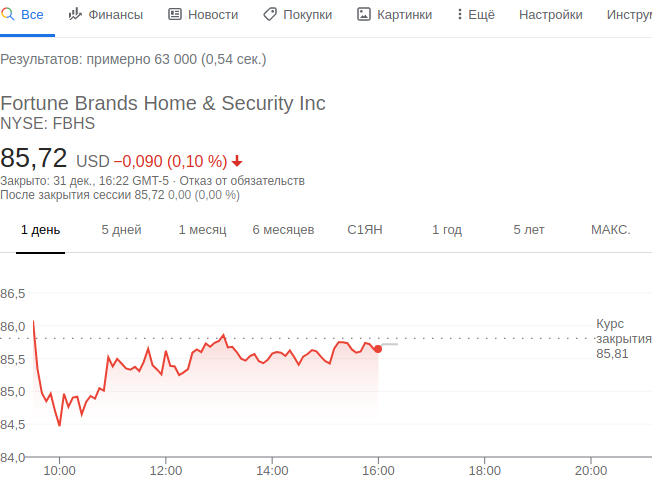 Все Финансы Новости Покупки Картинки Ещё Настройки Инструм
Результатов: примерно 63 000 (0,54 сек.)
Fortune Brands Home & Security Inc
NYSE: FBHS
85,72 USD −0,090 (0,10 %)
Закрыто: 31 дек., 16:22 GMT-5 · Отказ от обязательств
После закрытия сессии 85,72 0,00 (0,00 %)
1 день 5 дней 1 месяц 6 месяцев С1ЯН 1 год 5 лет МАКС.
86,5
86,0
85,5
85,0
84,5
84,0
Курс
закрытия
85,81
10:00 12:00 14:00 16:00 18:00 20:00